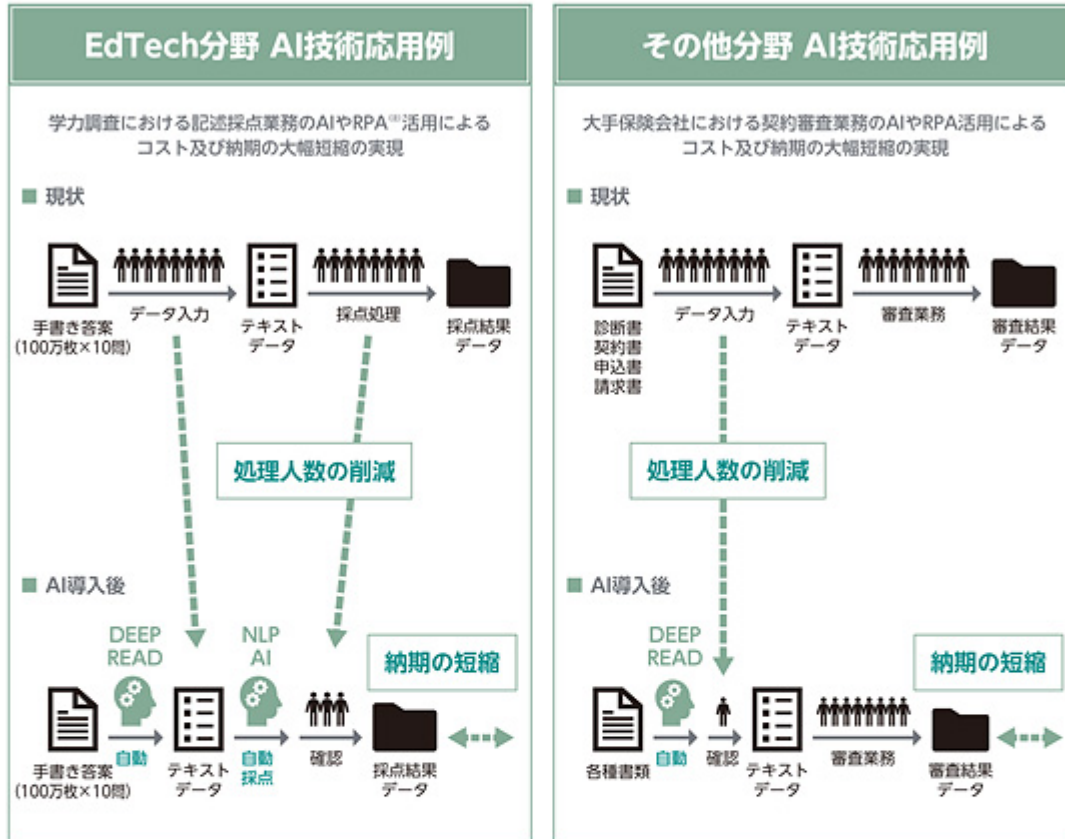 EdTech分野 AI技術応用例
学力調査における記述採点業務のAIやRPA※活用による
コスト及び納期の大幅短縮の実現
■ 現状
データ入力
採点処理
手書き答案
(100万枚×10問)
テキスト
データ
採点結果
データ
処理人数の削減
■ AI導入後
DEEP
READ
NLP
AI
納期の短縮
自動
自動
採点
確認
手書き答案
(100万枚×10問)
テキスト
データ
採点結果
データ
その他分野 AI技術応用例
大手保険会社における契約審査業務のAIやRPA活用による
コスト及び納期の大幅短縮の実現
■ 現状
データ入力
審査業務
診断書
契約書
申込書
請求書
テキスト
データ
審査結果
データ
処理人数の削減
■ AI導入後
DEEP
READ
納期の短縮
各種書類
自動
確認
テキスト
データ
審査業務
審査結果
データ